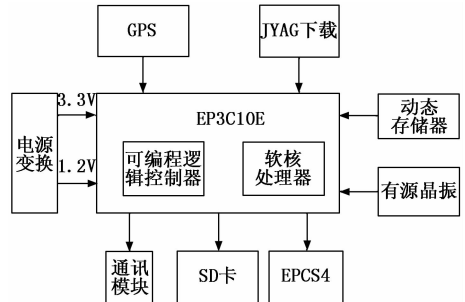 GPS
JYAG下载
3.3V
EP3C10E
动态
存储器
电源
变换
可编程逻
辑控制器
软核
处理器
1.2V
有源晶振
通讯
模块
SD卡
EPCS4